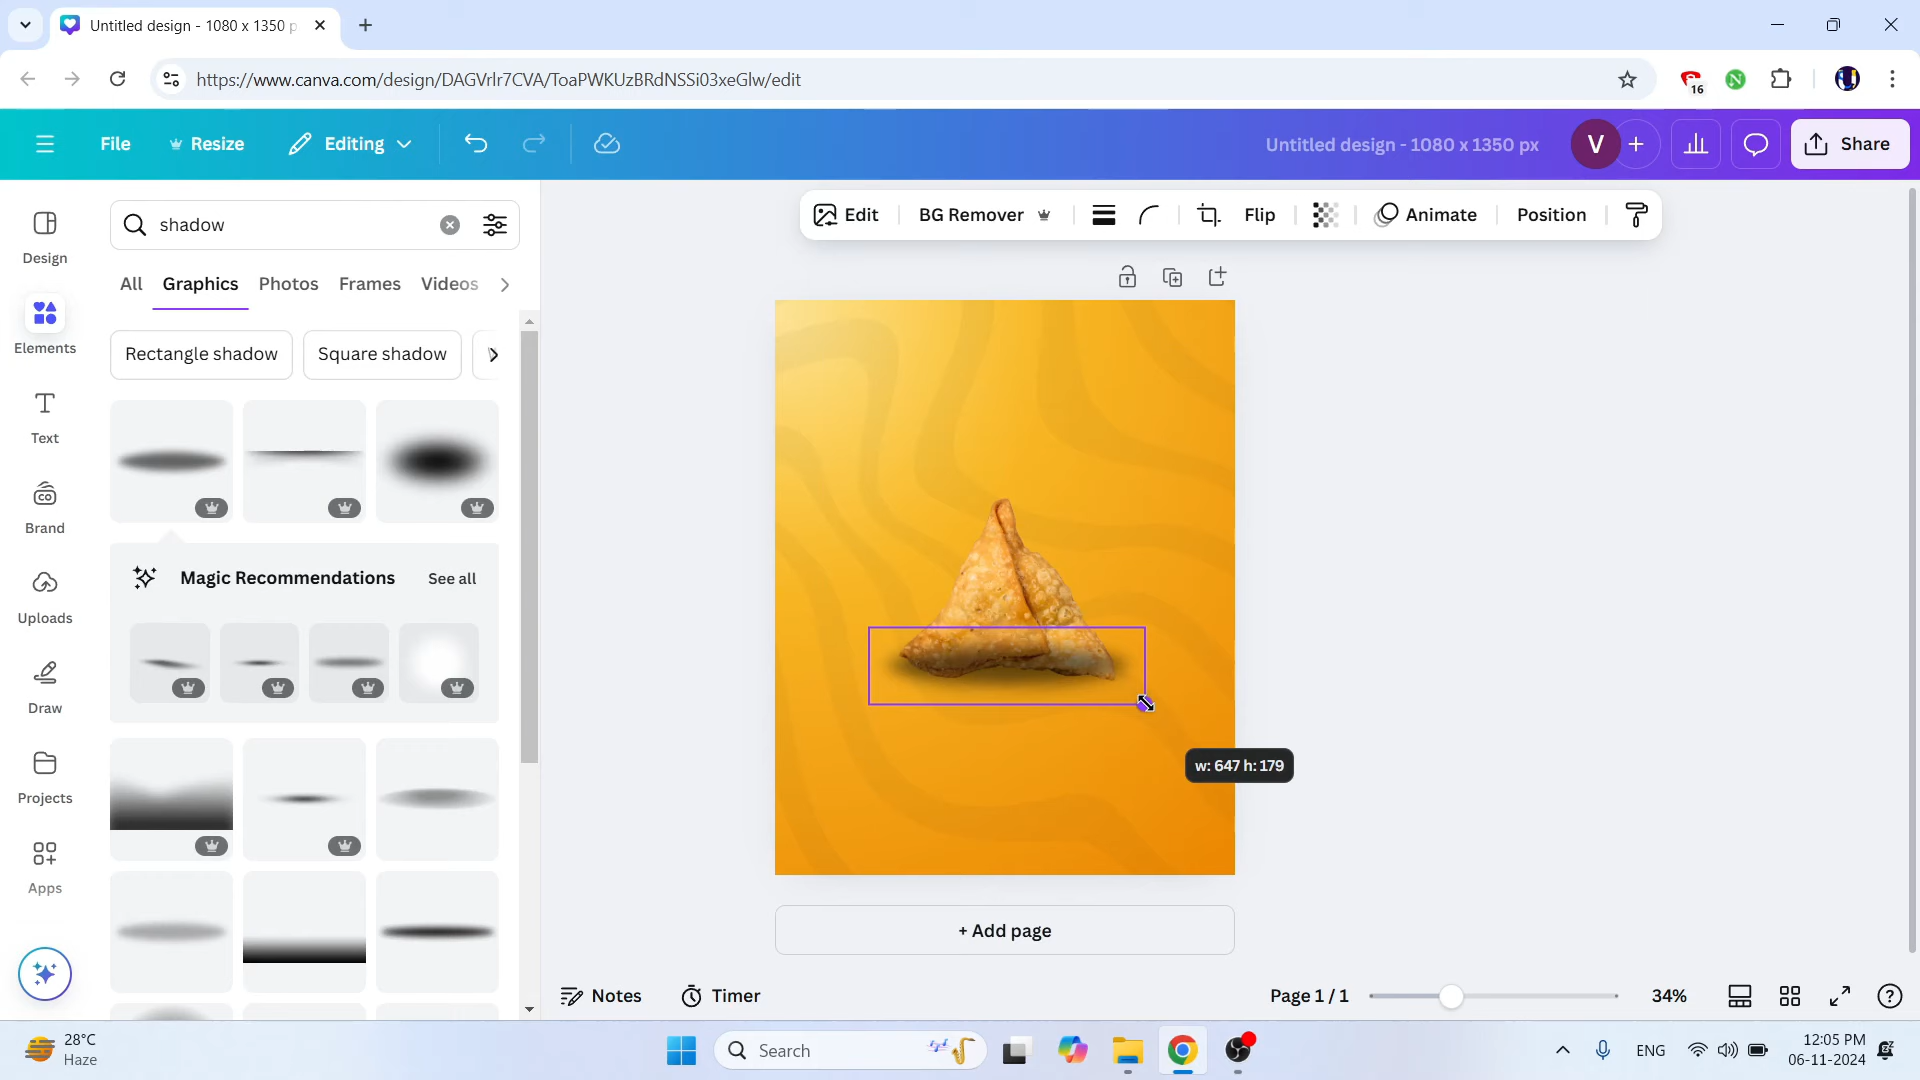 Untitled design - 1080 x 1350 p
https://www.canva.com/design/DAGVrlr7CVA/ToaPWKUzBRdNSSi03xeGlw/edit
16
File
Resize
Editing
Untitled design - 1080 x 1350 px
V
Share
Design
Elements
Text
Brand
Uploads
Draw
Projects
Apps
shadow
All
Graphics
Photos
Frames
Videos
Rectangle shadow
Square shadow
Magic Recommendations
See all
Edit
BG Remover
Flip
Animate
Position
w: 647 h: 179
+ Add page
Notes
Timer
Page 1 / 1
34%
28°C
Haze
Search
ENG
12:05 PM
06-11-2024